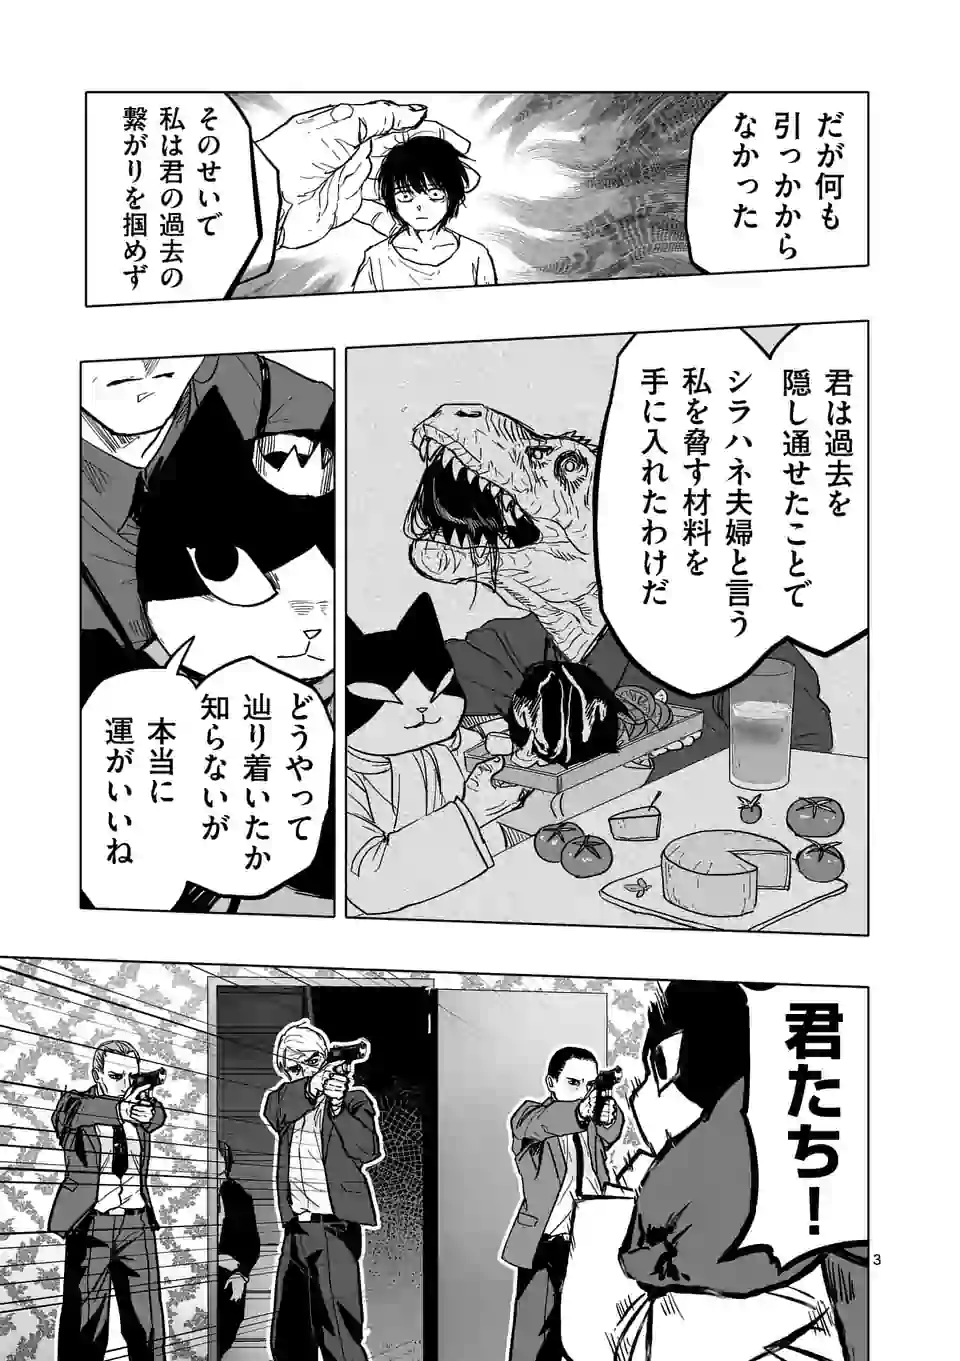 だが何も
引っかから
なかった
そのせいで
私は君の過去の
繋がりを掴めず
君は過去を
隠し通せたことで
シラハネ夫婦と言う
私を脅す材料を
手に入れたわけだ
どうやって
辿り着いたか
知らないが
本当に
運がいいね
君たち！
3